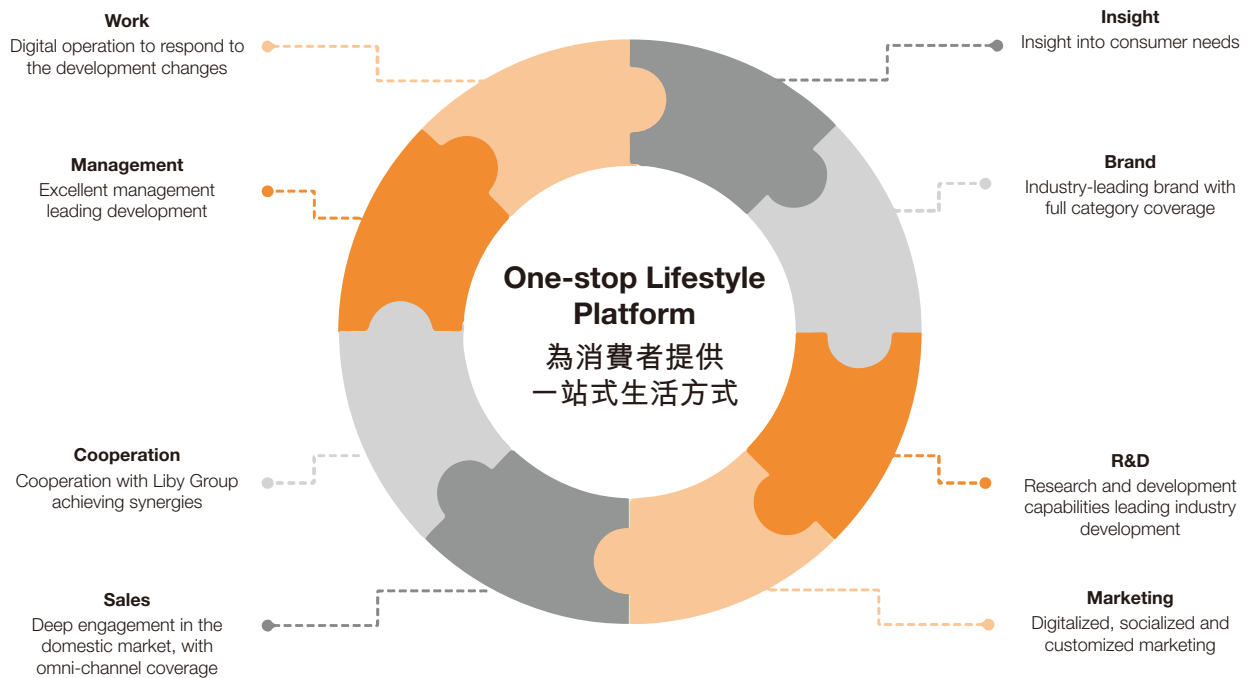 Work
Digital operation to respond to
the development changes
Insight
Insight into consumer needs
Management
Excellent management
leading development
Brand
Industry-leading brand with
full category coverage
One-stop Lifestyle
Platform
為消費者提供
一站式生活方式
Cooperation
Cooperation with Liby Group
achieving synergies
R&D
Research and development
capabilities leading industry
development
Sales
Deep engagement in the
domestic market, with
omni-channel coverage
Marketing
Digitalized, socialized and
customized marketing